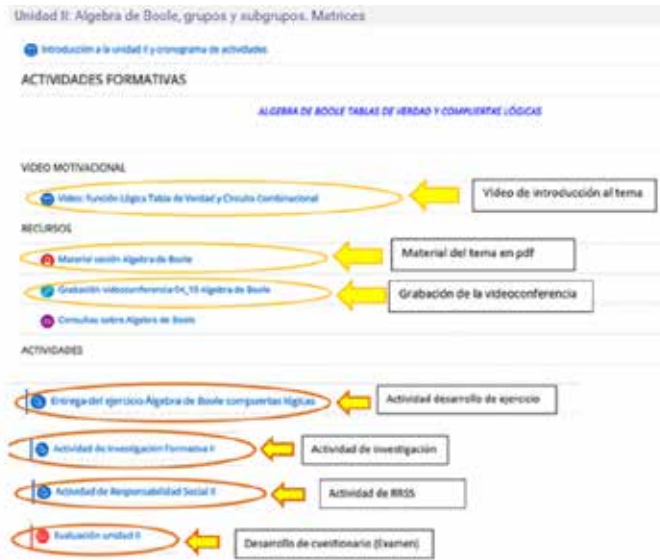 Unidad II: Algebra de Boole, grupos y subgrupos. Matrices
Introducción a la unidad II y cronograma de actividades
ACTIVIDADES FORMATIVAS
ALGEBRA DE BOOLE TABLAS DE VERDAD Y COMPUERTAS LÓGICAS
VIDEO MOTIVACIONAL
Video: Función Lógica Tabla de Verdad y Circuito Combinacional
Video de introducción al tema
RECURSOS
Material sesión Algebra de Boole
Material del tema en pdf
Grabación videoconferencia 04_10 Algebra de Boole
Grabación de la videoconferencia
Consultas sobre Algebra de Boole
ACTIVIDADES
Entrega del ejercicio Álgebra de Boole compuertas lógicas
Actividad desarrollo de ejercicio
Actividad de Investigación Formativa II
Actividad de investigación
Actividad de Responsabilidad Social II
Actividad de RRSS
Evaluación unidad II
Desarrollo de cuestionario (Examen)